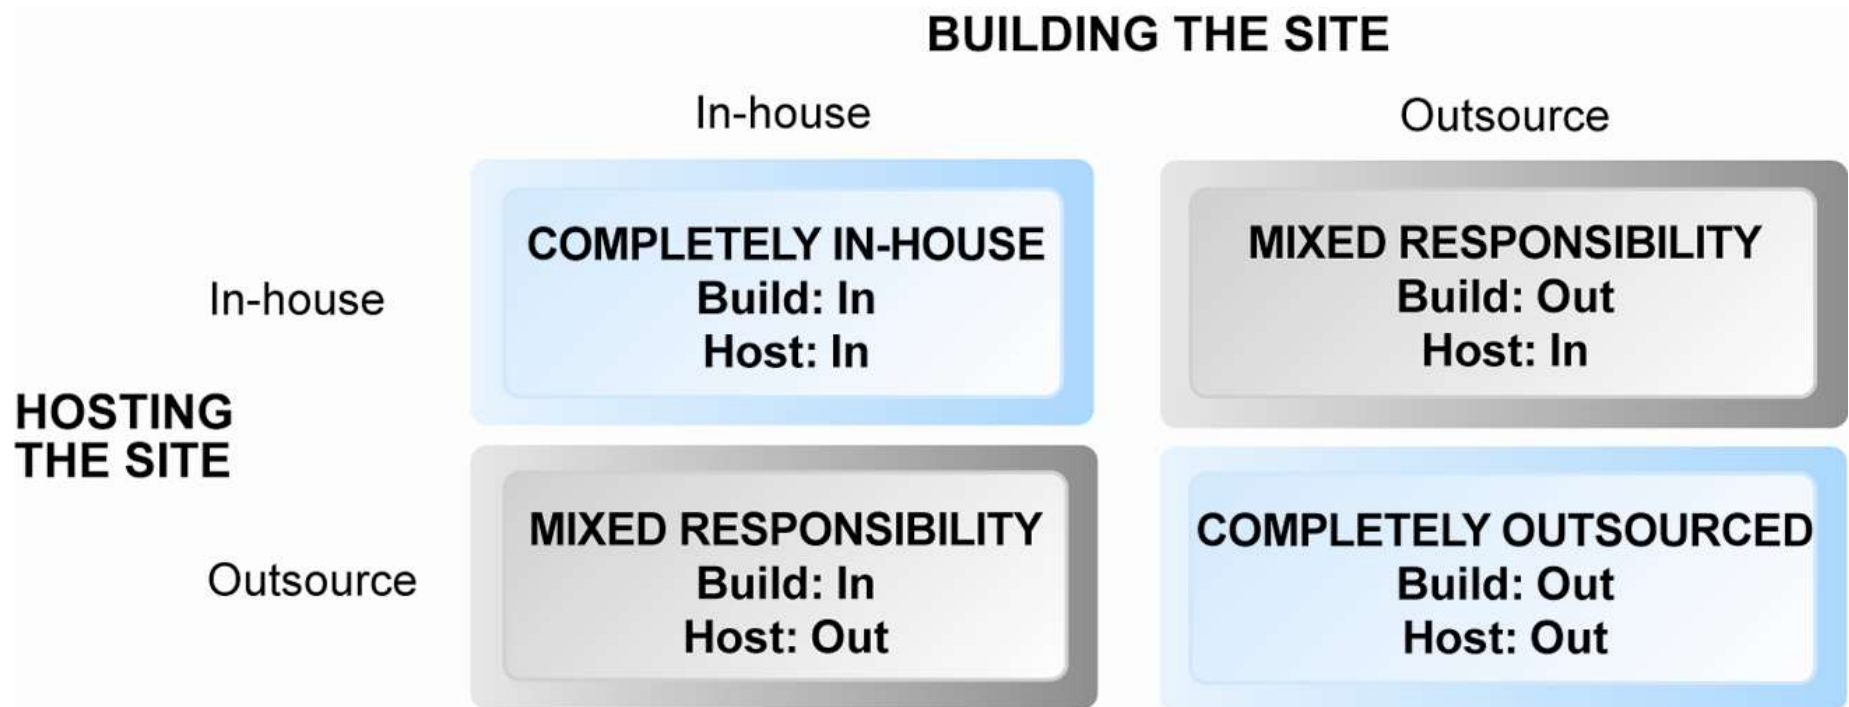 BUILDING THE SITE
In-house
Outsource
COMPLETELY IN-HOUSE
Build: In
Host: In
MIXED RESPONSIBILITY
Build: Out
Host: In
In-house
HOSTING
THE SITE
MIXED RESPONSIBILITY
Build: In
Host: Out
COMPLETELY OUTSOURCED
Build: Out
Host: Out
Outsource